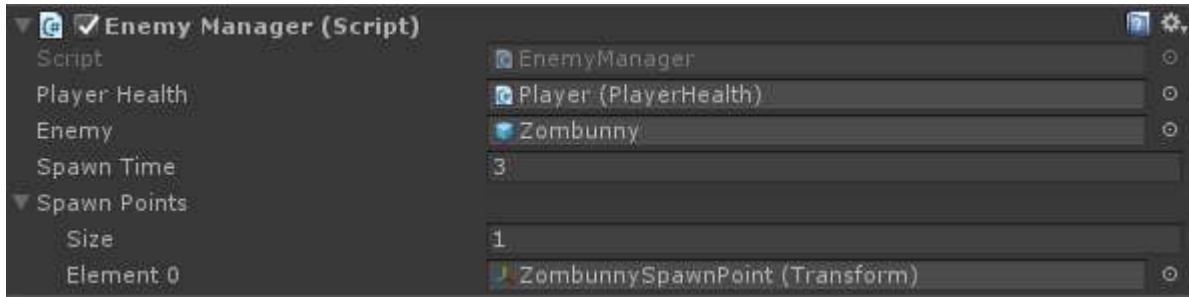 Enemy Manager (Script)
Script EnemyManager
Player Health Player (PlayerHealth)
Enemy Zombunny
Spawn Time 3
Spawn Points
Size 1
Element 0 ZombunnySpawnPoint (Transform)